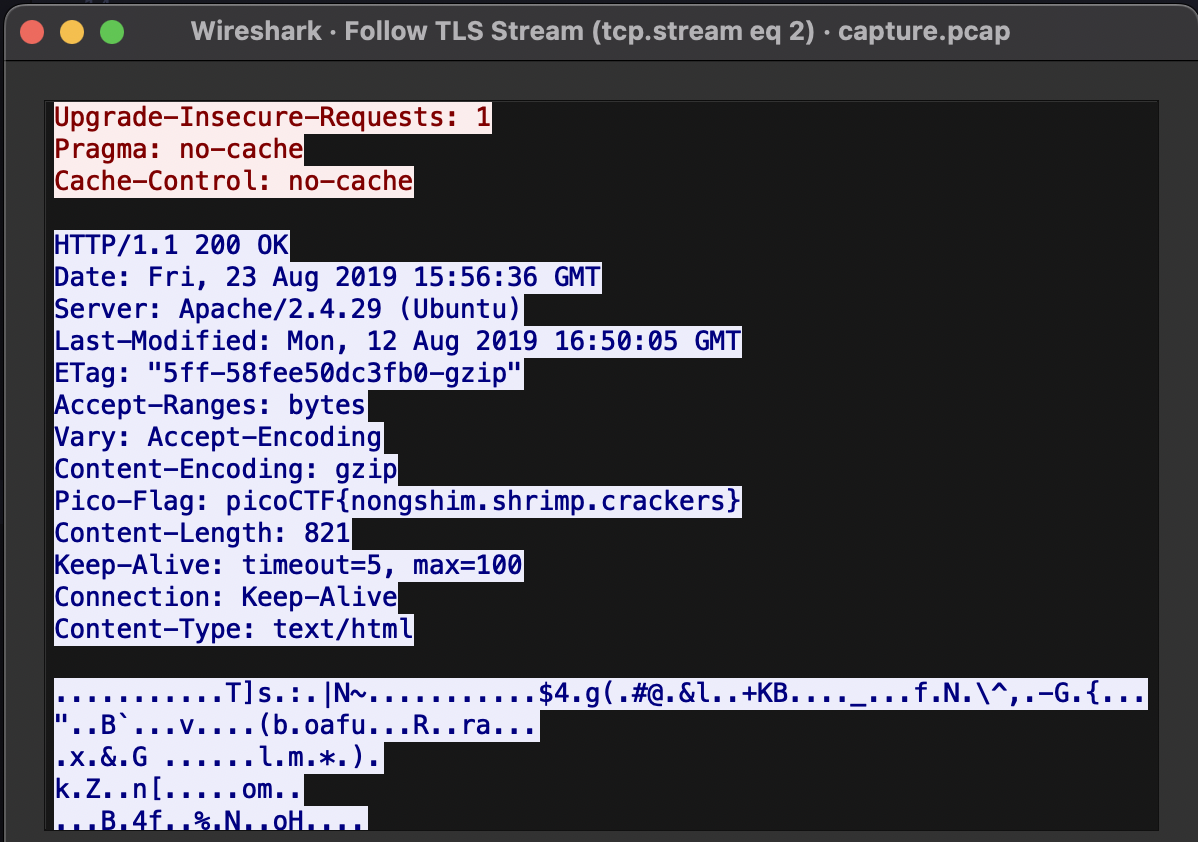 Wireshark · Follow TLS Stream (tcp.stream eq 2) · capture.pcap
Upgrade-Insecure-Requests: 1
Pragma: no-cache
Cache-Control: no-cache
HTTP/1.1 200 OK
Date: Fri, 23 Aug 2019 15:56:36 GMT
Server: Apache/2.4.29 (Ubuntu)
Last-Modified: Mon, 12 Aug 2019 16:50:05 GMT
ETag: "5ff-58fee50dc3fb0-gzip"
Accept-Ranges: bytes
Vary: Accept-Encoding
Content-Encoding: gzip
Pico-Flag: picoCTF{nongshim.shrimp.crackers}
Content-Length: 821
Keep-Alive: timeout=5, max=100
Connection: Keep-Alive
Content-Type: text/html
...........T]s.:.|N~...........$4.g(.#@.&l..+KB...._...f.N.\^,.-G.{...
"..B`...v....(b.oafu...R..ra...
.x.&.G ......l.m.*.).
k.Z..n[.....om..
...B.4f..%.N..oH....